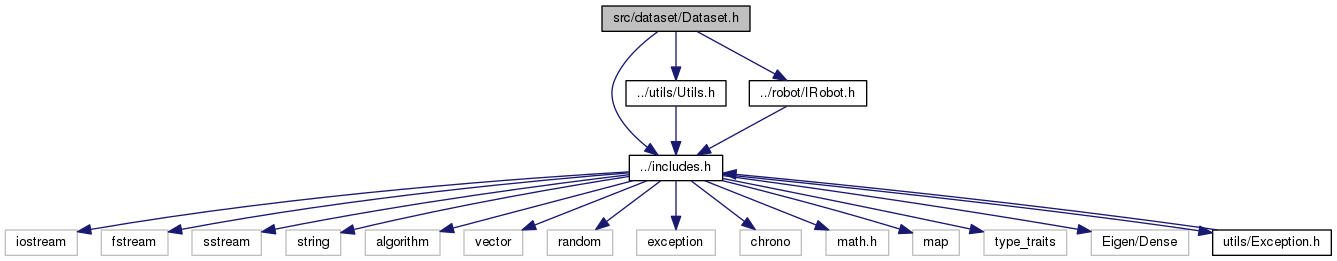 src/dataset/Dataset.h
../utils/Utils.h
../robot/IRobot.h
../includes.h
iostream
fstream
sstream
string
algorithm
vector
random
exception
chrono
math.h
map
type_traits
Eigen/Dense
utils/Exception.h